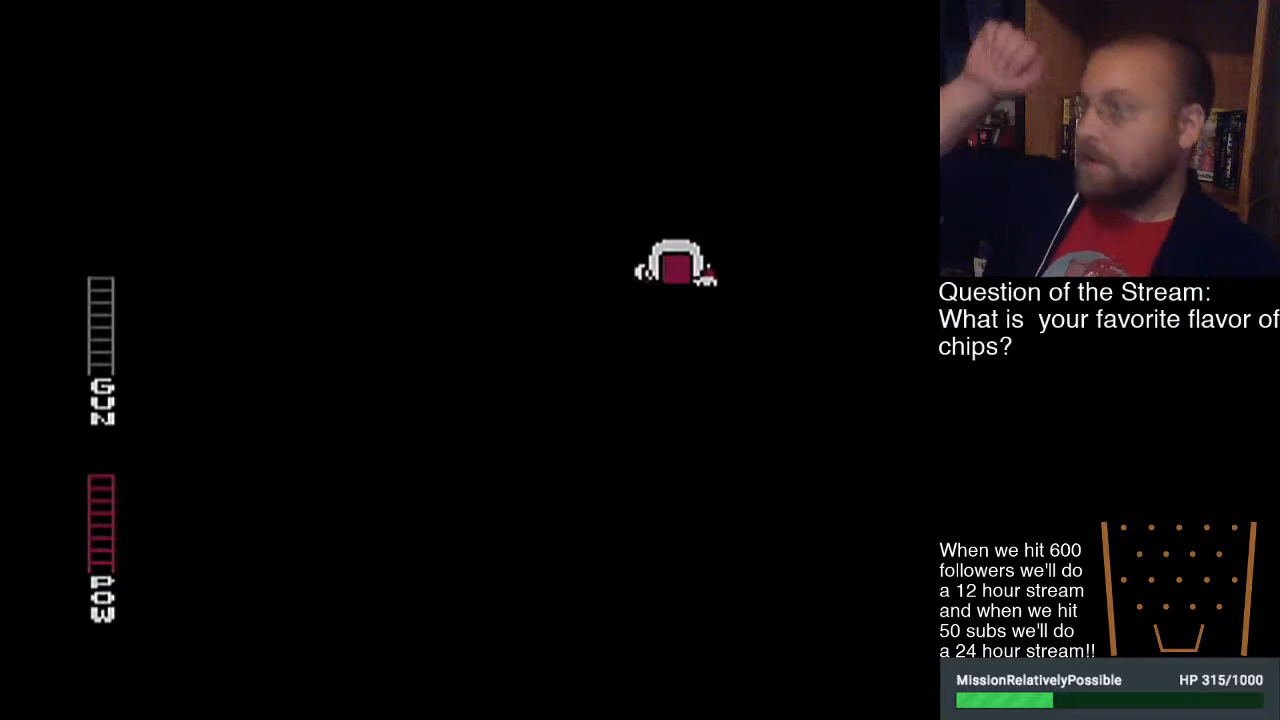 GUN
POW
Question of the Stream:
What is  your favorite flavor of
chips?
When we hit 600
followers we'll do
a 12 hour stream
and when we hit
50 subs we'll do
a 24 hour stream!!
MissionRelativelyPossible HP 315/1000